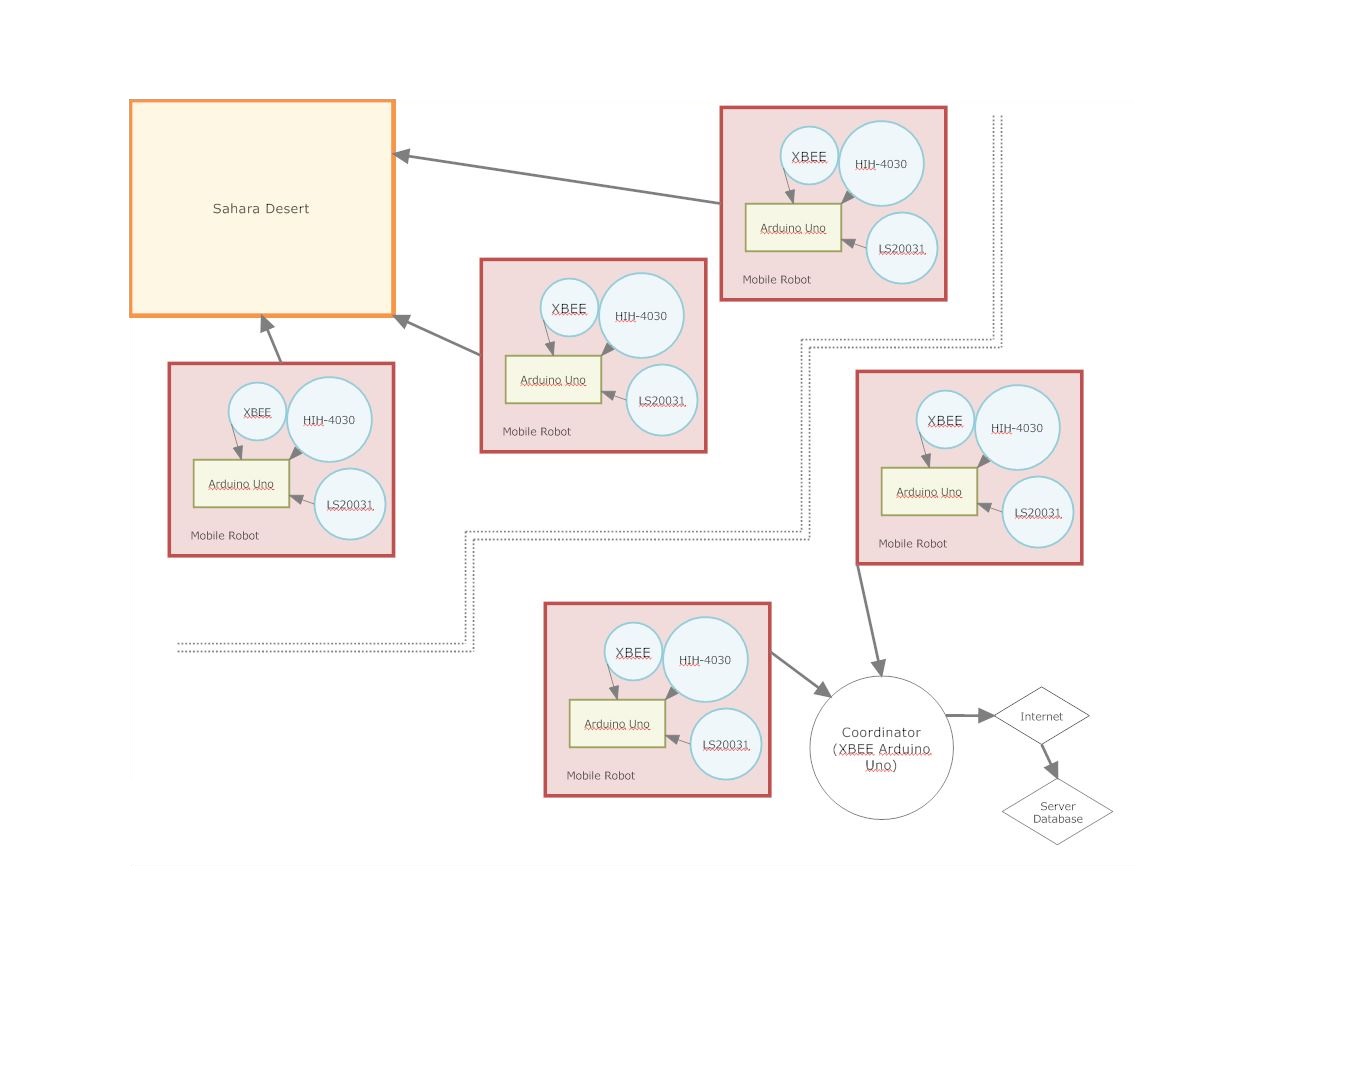 Sahara Desert
XBEE
HIH-4030
Arduino Uno
LS20031
Mobile Robot
XBEE
HIH-4030
Arduino Uno
LS20031
Mobile Robot
XBEE
HIH-4030
Arduino Uno
LS20031
Mobile Robot
XBEE
HIH-4030
Arduino Uno
LS20031
Mobile Robot
XBEE
HIH-4030
Arduino Uno
LS20031
Mobile Robot
Coordinator
(XBEE Arduino
Uno)
Internet
Server
Database